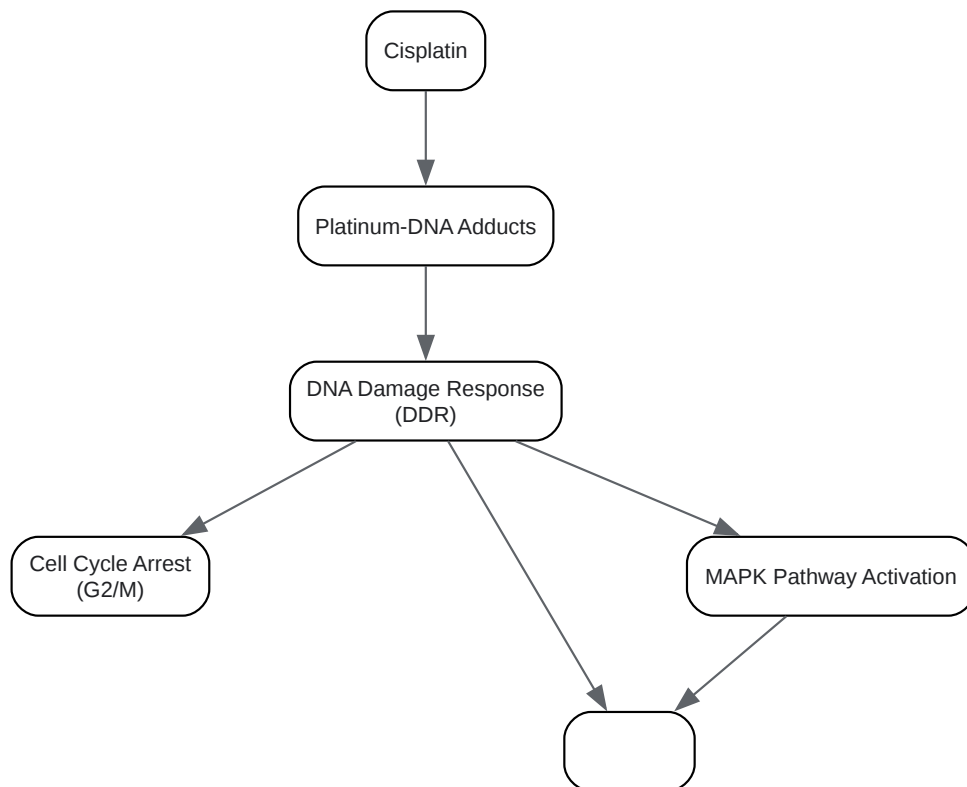 Cisplatin
Platinum-DNA Adducts
DNA Damage Response
(DDR)
Cell Cycle Arrest
(G2/M)
MAPK Pathway Activation